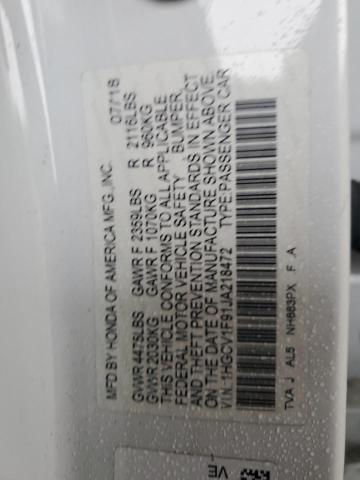 MFD BY HONDA OF AMERICA MFG.,INC. 07/18
GVWR 4475LBS GAWR F 2359LBS R 2116LBS
GVWR 2030KG GAWR F 1070KG R 960KG
THIS VEHICLE CONFORMS TO ALL APPLICABLE
FEDERAL MOTOR VEHICLE SAFETY BUMPER,
AND THEFT PREVENTION STANDARDS IN EFFECT
ON THE DATE OF MANUFACTURE SHOWN ABOVE.
VIN: 1HGCV1F91JA218472 TYPE:PASSENGER CAR
TVA J AL5 NH883PX F A
VE